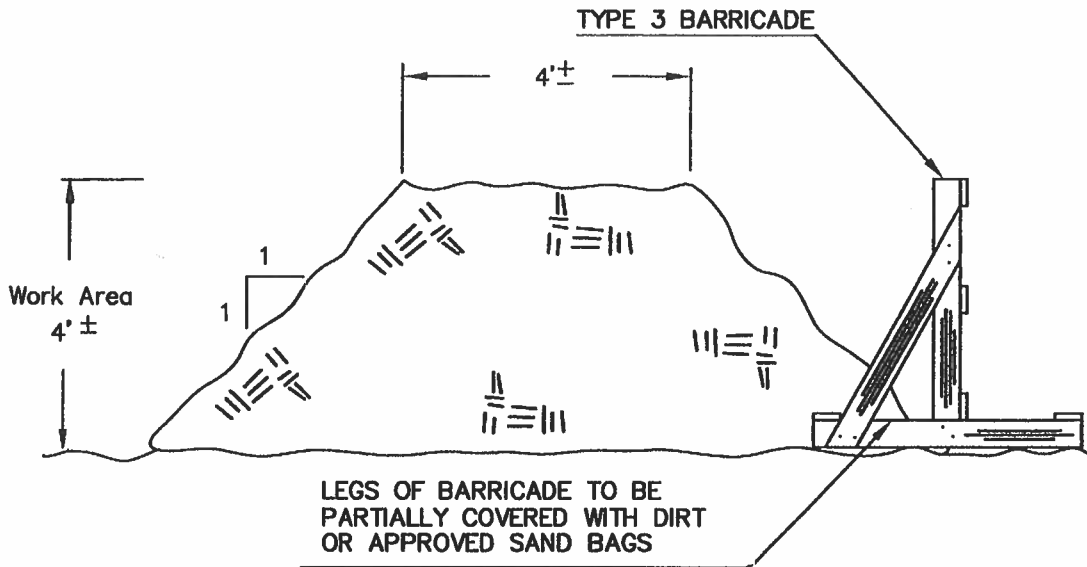 TYPE 3 BARRICADE
4'±
1
1
Work Area
4' ±
LEGS OF BARRICADE TO BE
PARTIALLY COVERED WITH DIRT
OR APPROVED SAND BAGS